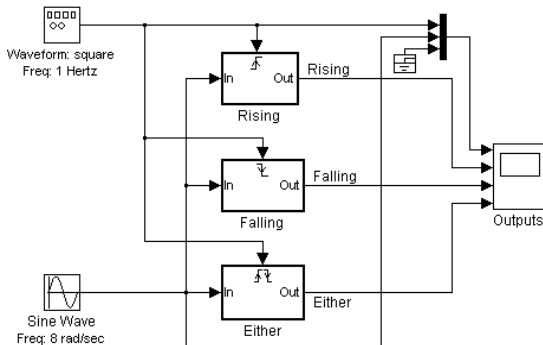 Waveform: square
Freq: 1 Hertz
In
Out
Rising
Rising
In
Out
Falling
Falling
Outputs
In
Out
Either
Either
Sine Wave
Freq: 8 rad/sec